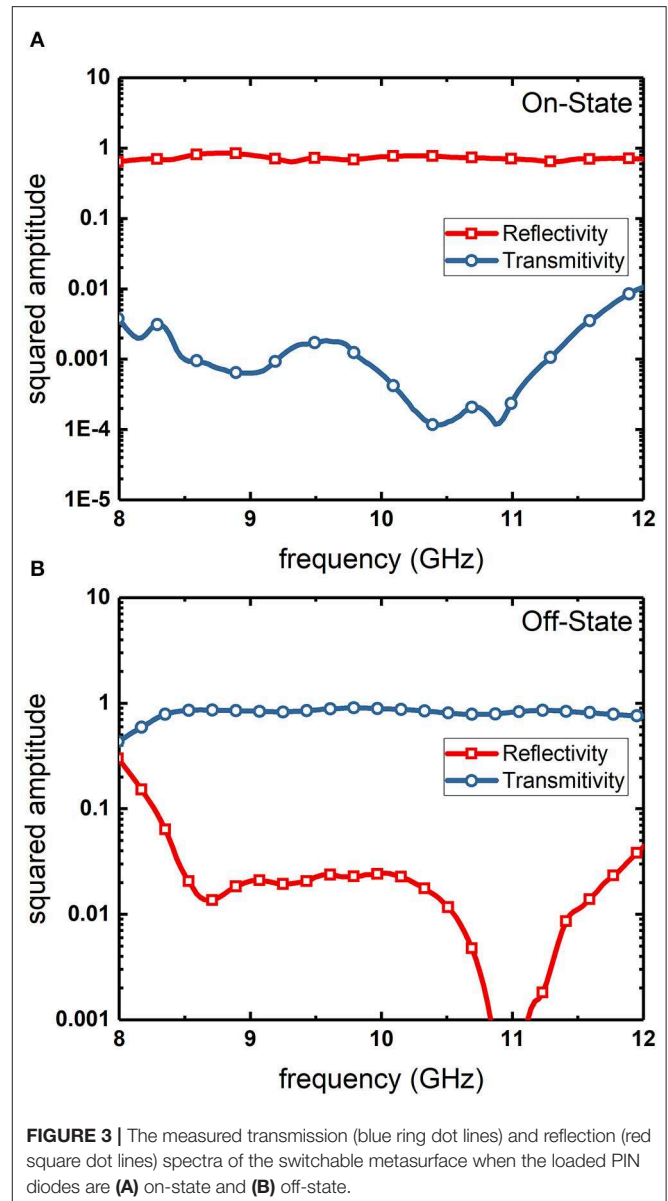 A
On-State
10
1
0.1
0.01
0.001
1E-4
1E-5
squared amptitude
Reflectivity
Transmitivity
8 9 10 11 12
frequency (GHz)
B
Off-State
10
1
0.1
0.01
0.001
squared amptitude
Reflectivity
Transmitivity
8 9 10 11 12
frequency (GHz)
FIGURE 3 | The measured transmission (blue ring dot lines) and reflection (red
square dot lines) spectra of the switchable metasurface when the loaded PIN
diodes are (A) on-state and (B) off-state.